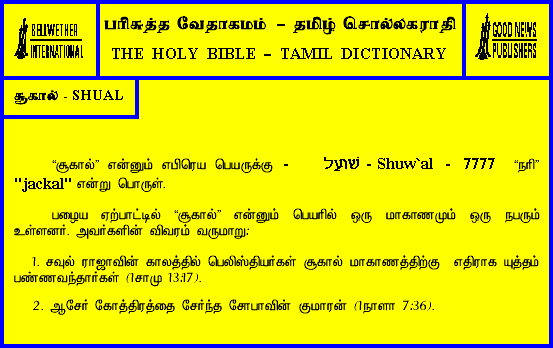 BELLWETHER
INTERNATIONAL
பரிசுத்த வேதாகமம் – தமிழ் சொல்லகராதி
THE HOLY BIBLE – TAMIL DICTIONARY
GOOD NEWS
PUBLISHERS
சூகால் - SHUAL
“சூகால்” என்னும் எபிரெய பெயருக்கு - שׁוּעָל - Shuw`al - 7777 “நரி”
"jackal" என்று பொருள்.
பழைய ஏற்பாட்டில் “சூகால்” என்னும் பெயரில் ஒரு மாகாணமும் ஒரு நபரும்
உள்ளனர். அவர்களின் விவரம் வருமாறு:
1. சவுல் ராஜாவின் காலத்தில் பெலிஸ்தியர்கள் சூகால் மாகாணத்திற்கு எதிராக யுத்தம்
பண்ணவந்தார்கள் (1சாமு 13:17).
2. ஆசேர் கோத்திரத்தை சேர்ந்த சோபாவின் குமாரன் (1நாளா 7:36).